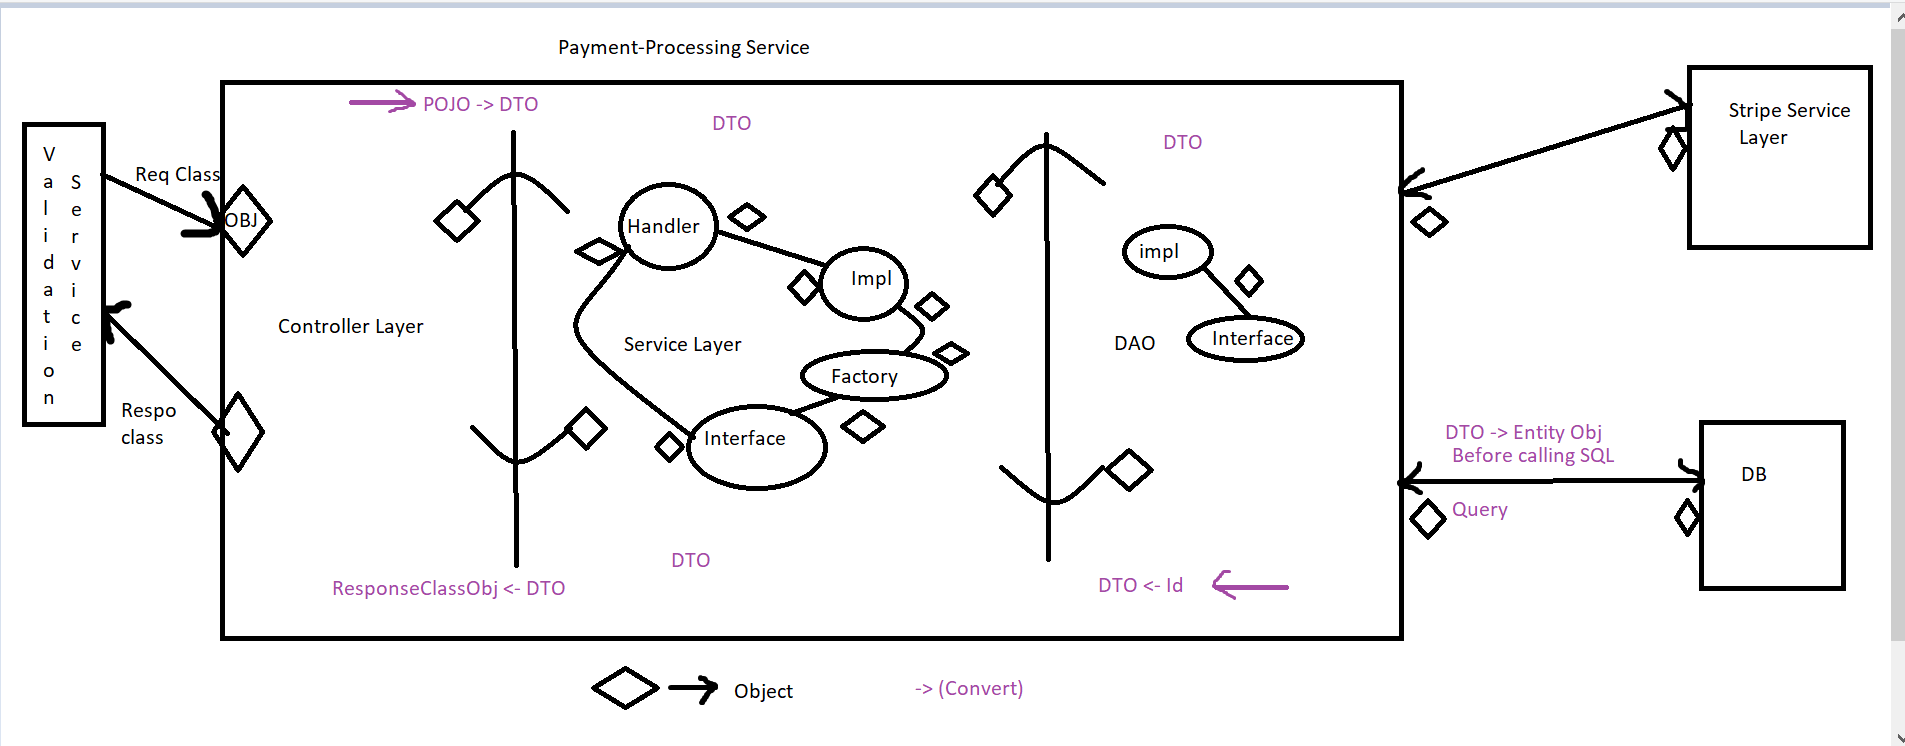 Payment-Processing Service
POJO -> DTO
DTO
DTO
Validation
Service
Req Class
OBJ
Controller Layer
Respo
class
Handler
Impl
Service Layer
Factory
Interface
impl
DAO
Interface
Stripe Service
Layer
DTO -> Entity Obj
Before calling SQL
Query
DB
DTO
ResponseClassObj <- DTO
DTO <- Id
Object
-> (Convert)